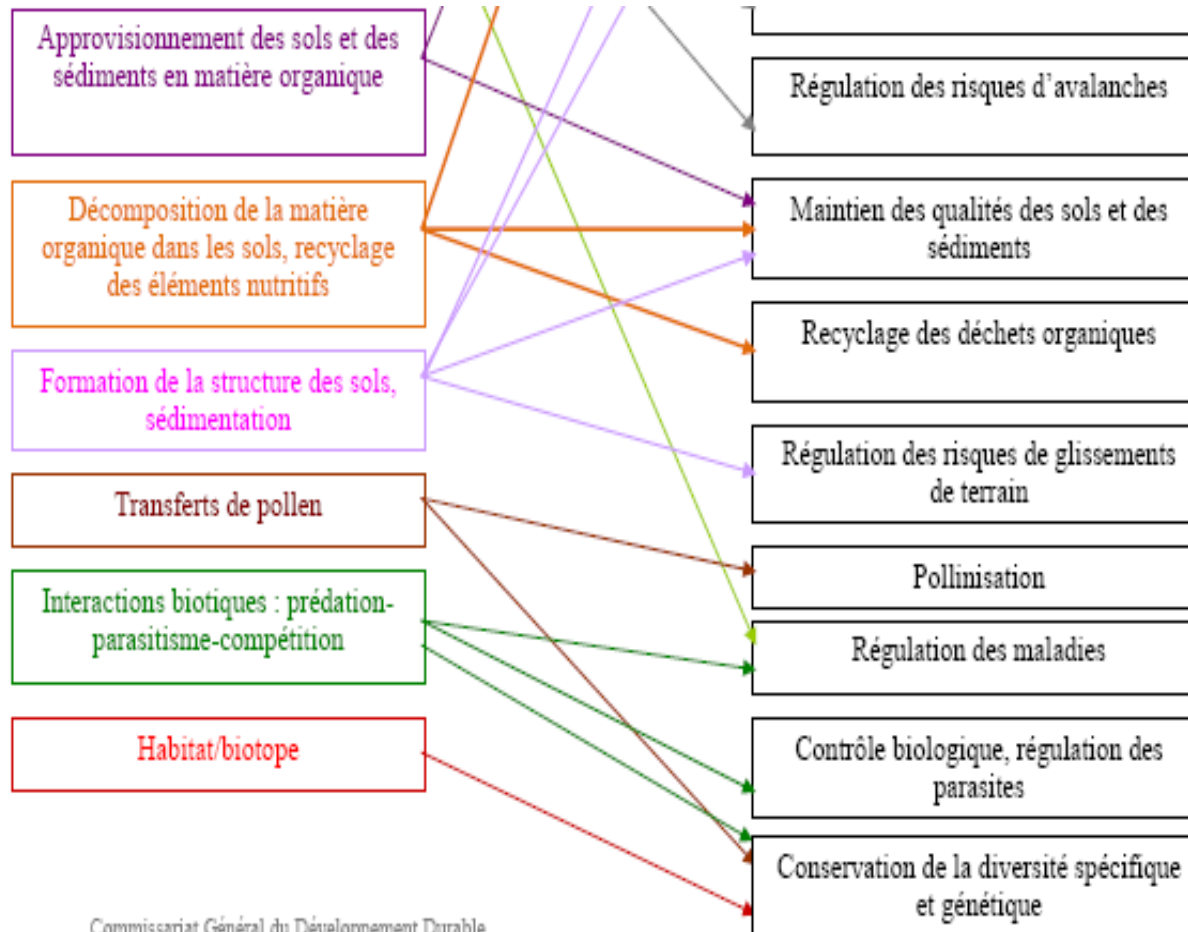 Approvisionnement des sols et des
sédiments en matière organique
Décomposition de la matière
organique dans les sols, recyclage
des éléments nutritifs
Formation de la structure des sols,
sédimentation
Transferts de pollen
Interactions biotiques : prédation-
parasitisme-compétition
Habitat/biotope
Régulation des risques d’avalanches
Maintien des qualités des sols et des
sédiments
Recyclage des déchets organiques
Régulation des risques de glissements
de terrain
Pollinisation
Régulation des maladies
Contrôle biologique, régulation des
parasites
Conservation de la diversité spécifique
et génétique
Commissariat Général du Développement Durable